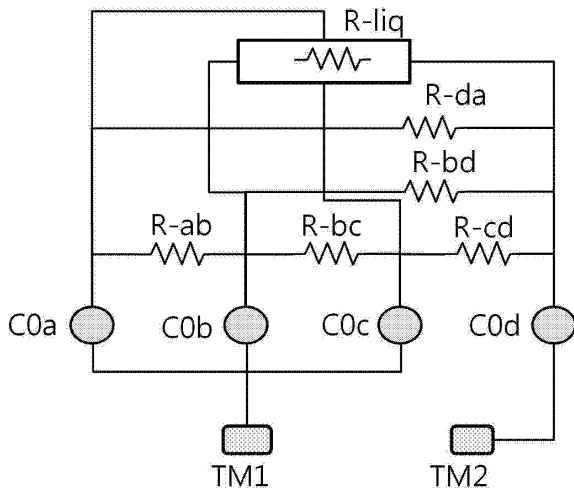 R-liq
R-da
R-bd
R-ab R-bc R-cd
C0a C0b C0c C0d
TM1 TM2